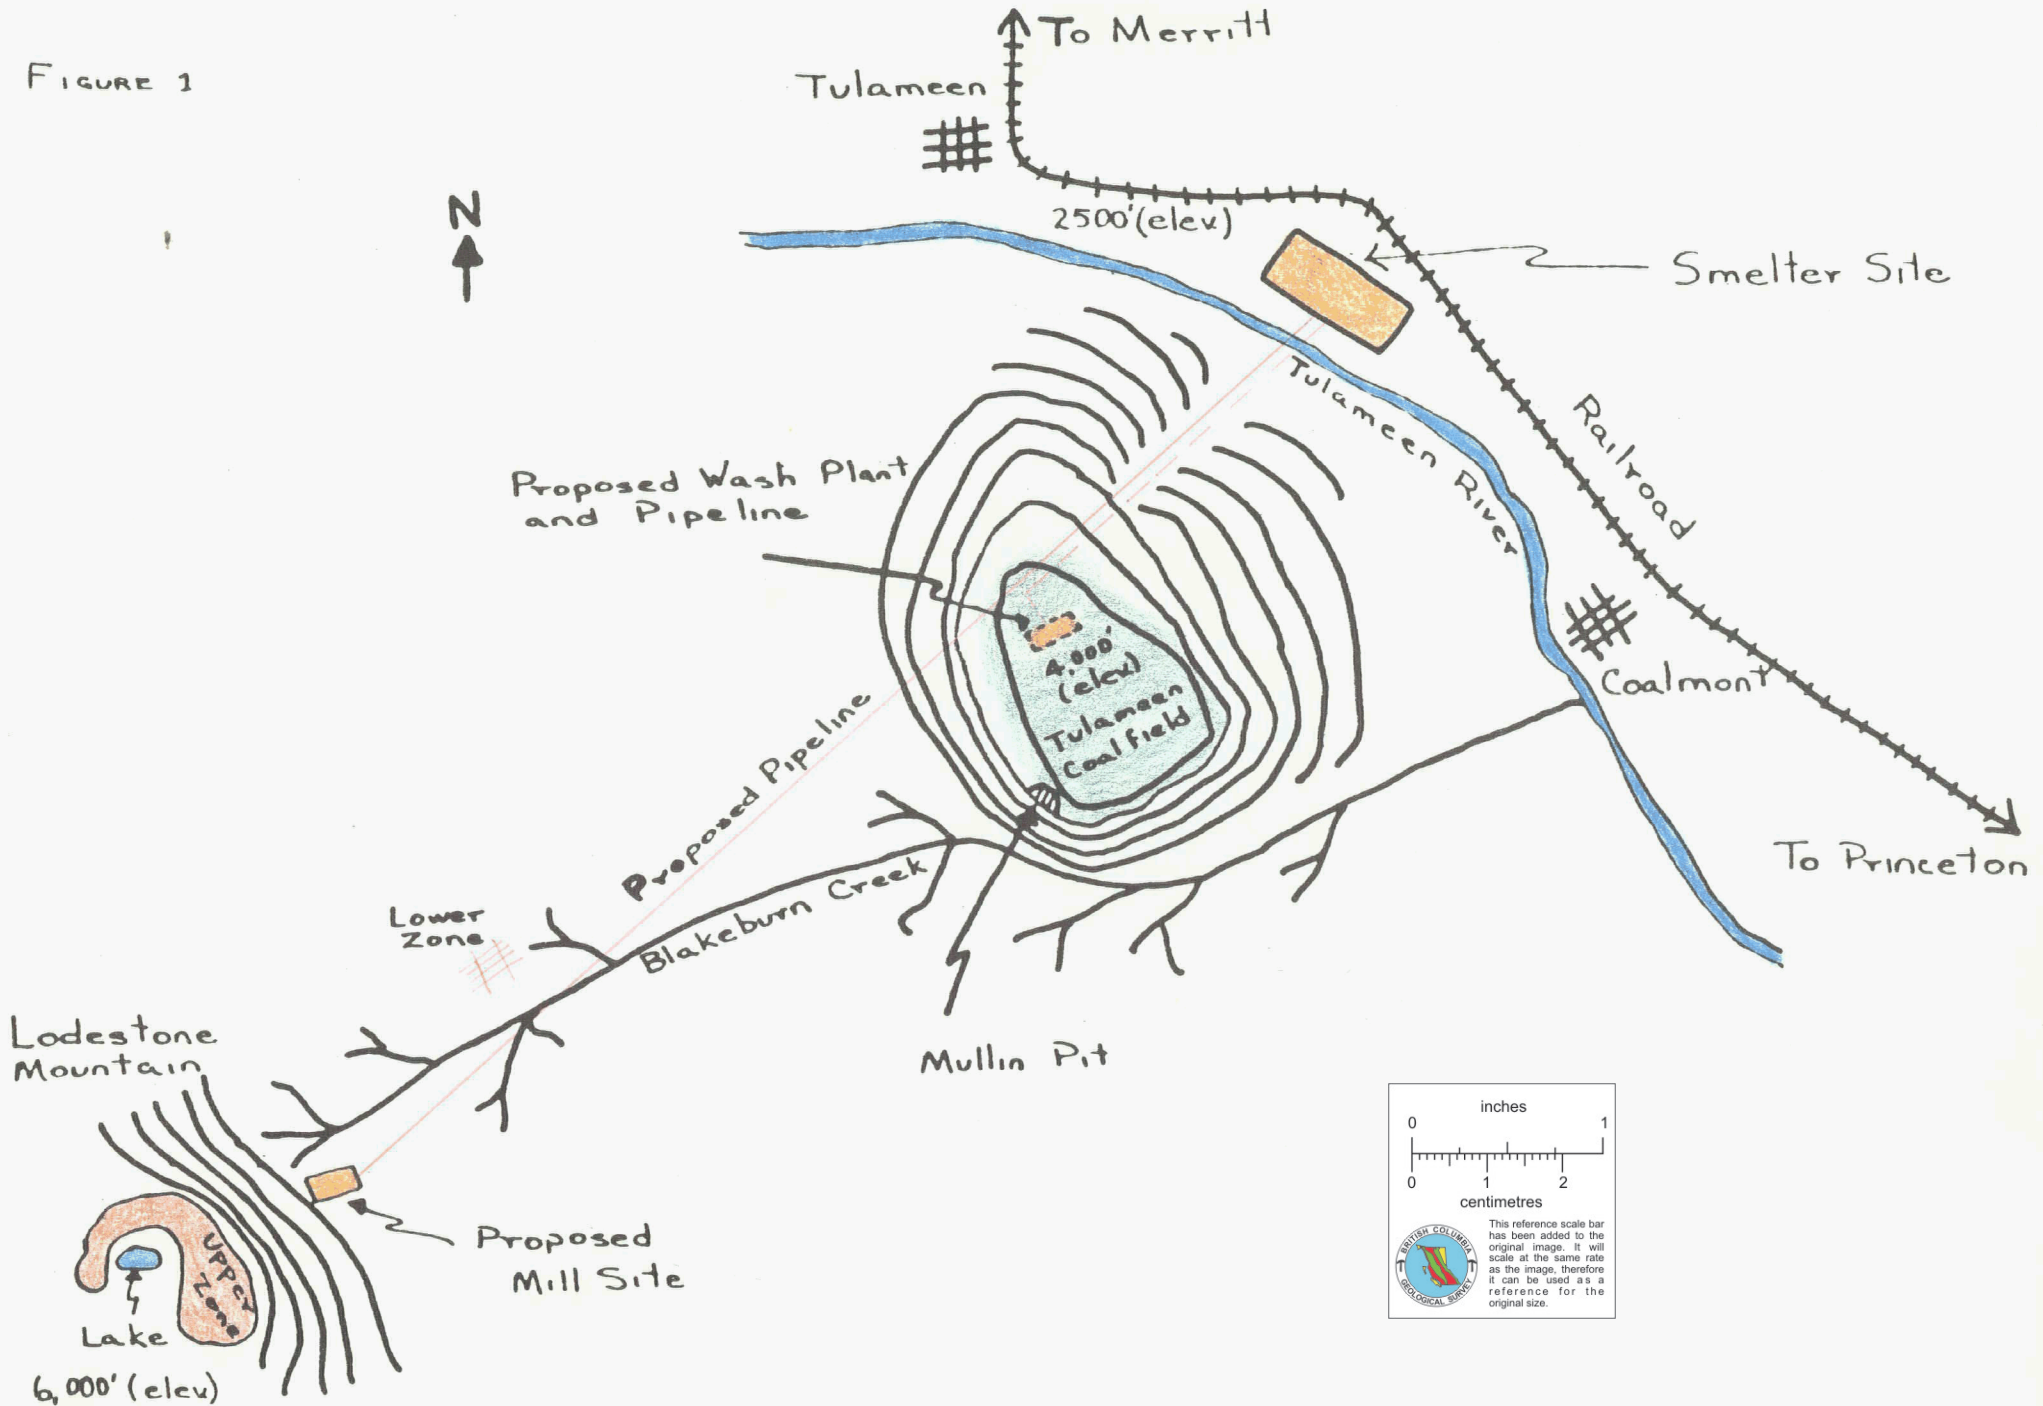 FIGURE 1
To Merritt
Tulameen
N
2500'(elev)
Smelter Site
Tulameen River
Railroad
Proposed Wash Plant
and Pipeline
4,000'
(elev)
Tulameen
Coalfield
Coalmont
To Princeton
Proposed Pipeline
Blakeburn Creek
Lower
Zone
Mullin Pit
Lodestone
Mountain
Proposed
Mill Site
Upper
Zone
Lake
6,000' (elev)
inches
0 1
0 1 2
centimetres
This reference scale bar
has been added to the
original image. It will
scale at the same rate
as the image, therefore
it can be used as a
reference for the
original size.
BRITISH COLUMBIA
GEOLOGICAL SURVEY